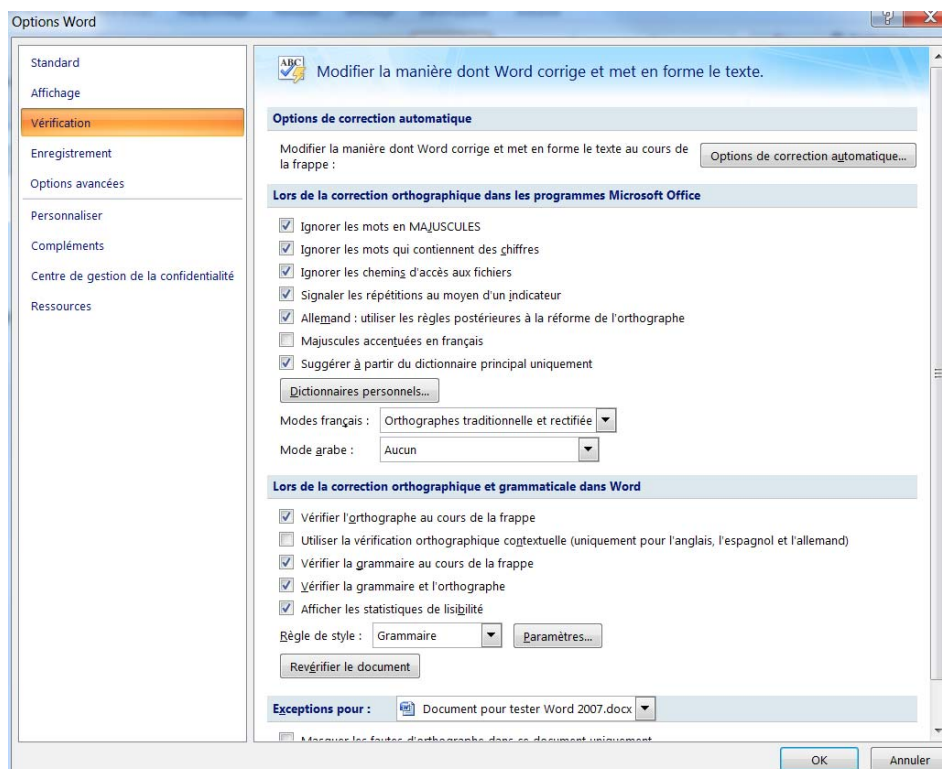 Options Word
Standard
Affichage
Vérification
Enregistrement
Options avancées
Personnaliser
Compléments
Centre de gestion de la confidentialité
Ressources
ABC
Modifier la manière dont Word corrige et met en forme le texte.
Options de correction automatique
Modifier la manière dont Word corrige et met en forme le texte au cours de
la frappe :
Options de correction automatique...
Lors de la correction orthographique dans les programmes Microsoft Office
Ignorer les mots en MAJUSCULES
Ignorer les mots qui contiennent des chiffres
Ignorer les chemins d'accès aux fichiers
Signaler les répétitions au moyen d'un indicateur
Allemand : utiliser les règles postérieures à la réforme de l'orthographe
Majuscules accentuées en français
Suggérer à partir du dictionnaire principal uniquement
Dictionnaires personnels...
Modes français : Orthographes traditionnelle et rectifiée
Mode arabe : Aucun
Lors de la correction orthographique et grammaticale dans Word
Vérifier l'orthographe au cours de la frappe
Utiliser la vérification orthographique contextuelle (uniquement pour l'anglais, l'espagnol et l'allemand)
Vérifier la grammaire au cours de la frappe
Vérifier la grammaire et l'orthographe
Afficher les statistiques de lisibilité
Règle de style : Grammaire Paramètres...
Revérifier le document
Exceptions pour : Document pour tester Word 2007.docx
Masquer les fautes d'orthographe dans ce document uniquement
OK Annuler